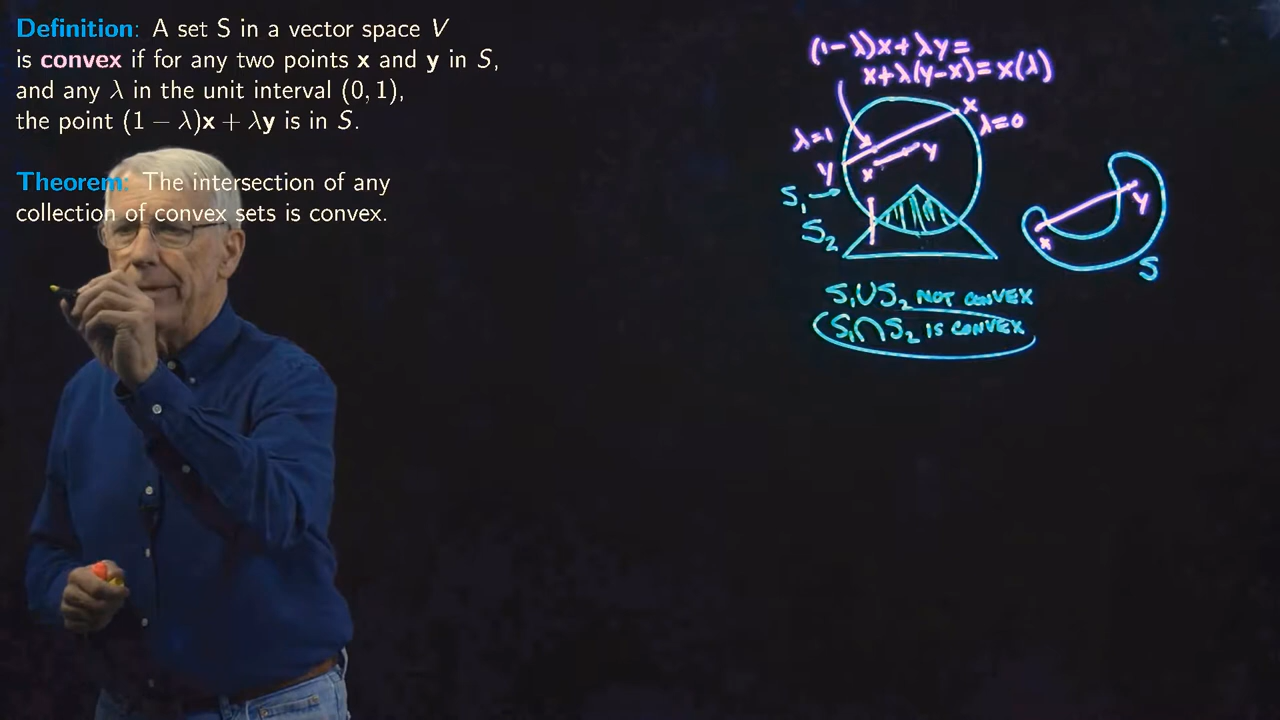 Definition: A set S in a vector space V
is convex if for any two points x and y in S,
and any λ in the unit interval (0, 1),
the point (1 − λ)x + λy is in S.
Theorem: The intersection of any
collection of convex sets is convex.
(1-λ)x+λy=
x+λ(y-x)=x(λ)
x
λ=0
λ=1
y
y
x
S₁ →
S₂
y
x
S
S₁∪S₂ NOT CONVEX
S₁∩S₂ IS CONVEX